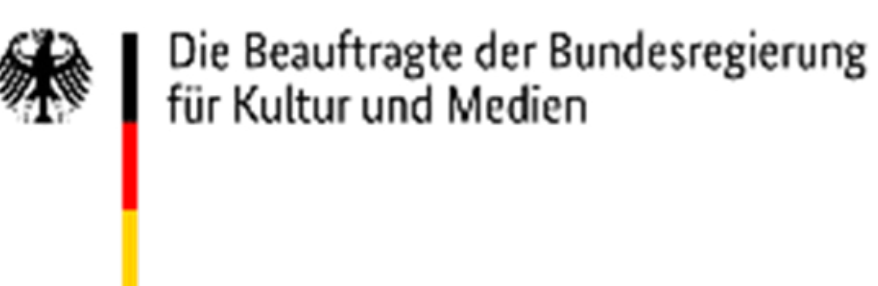 Die Beauftragte der Bundesregierung
für Kultur und Medien